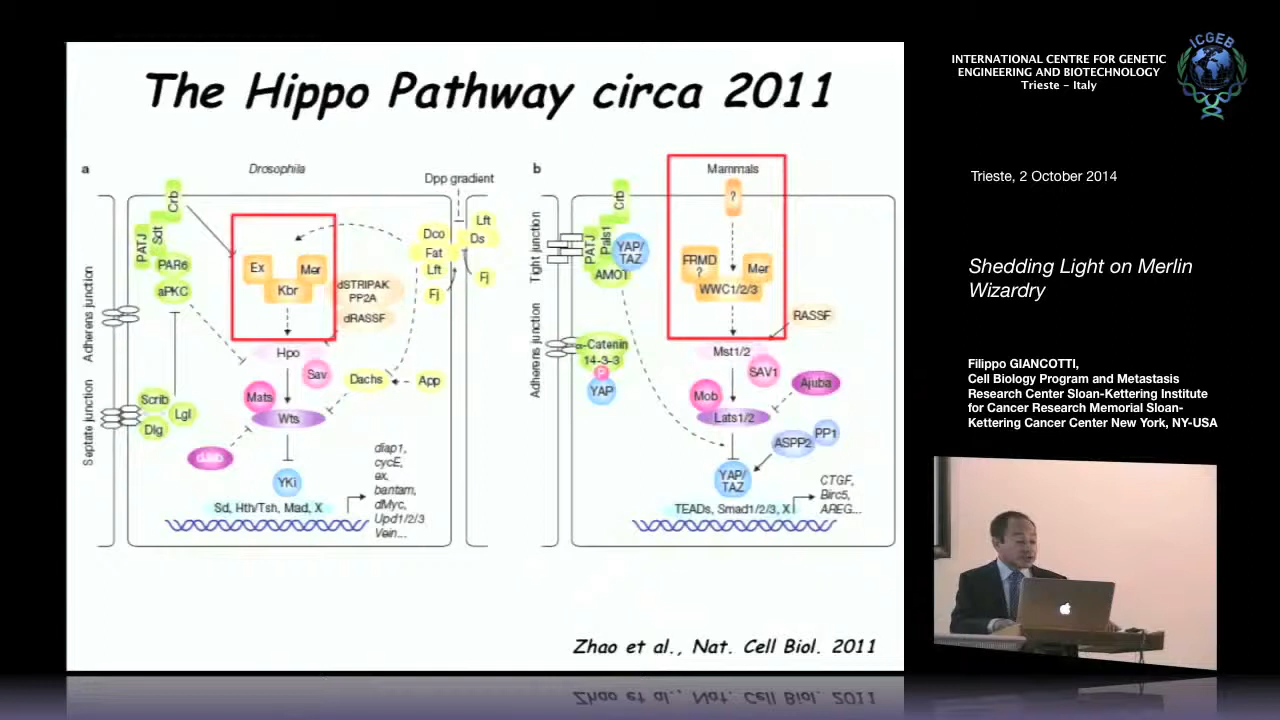 The Hippo Pathway circa 2011
a
Drosophila
Dpp gradient
Crb
Sdt
PATJ
PAR6
aPKC
Ex
Mer
Kbr
Dco
Fat
Lft
Fj
Lft
Ds
Fj
dSTRIPAK
PP2A
dRASSF
Hpo
Sav
Dachs
App
Mats
Wts
Scrib
Lgl
Dlg
dJub
YKi
Sd, Hth/Tsh, Mad, X
diap1,
cycE,
ex,
bantam,
dMyc,
Upd1/2/3
Vein...
Adherens junction
Septate junction
b
Mammals
?
Crb
Pals1
PATJ
YAP/
TAZ
AMOT
FRMD
?
Mer
WWC1/2/3
RASSF
Mst1/2
SAV1
Ajuba
Mob
Lats1/2
α-Catenin
14-3-3
P
YAP
ASPP2
PP1
YAP/
TAZ
TEADs, Smad1/2/3, X
CTGF,
Birc5,
AREG...
Tight junction
Adherens junction
Zhao et al., Nat. Cell Biol. 2011
INTERNATIONAL CENTRE FOR GENETIC
ENGINEERING AND BIOTECHNOLOGY
Trieste - Italy
ICGEB
Trieste, 2 October 2014
Shedding Light on Merlin
Wizardry
Filippo GIANCOTTI,
Cell Biology Program and Metastasis
Research Center Sloan-Kettering Institute
for Cancer Research Memorial Sloan-
Kettering Cancer Center New York, NY-USA